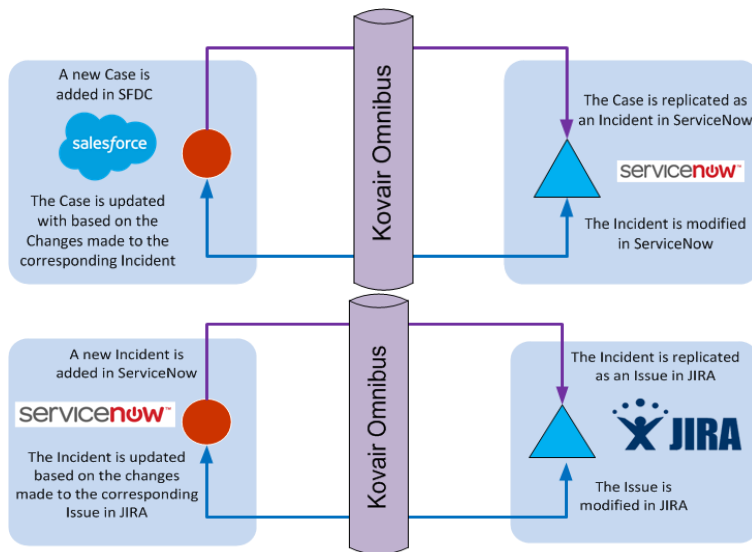 A new Case is
added in SFDC
salesforce
The Case is updated
with based on the
Changes made to the
corresponding Incident
Kovair Omnibus
The Case is replicated as
an Incident in ServiceNow
servicenow™
The Incident is modified
in ServiceNow
A new Incident is
added in ServiceNow
servicenow™
The Incident is updated
based on the changes
made to the corresponding
Issue in JIRA
Kovair Omnibus
The Incident is replicated
as an Issue in JIRA
JIRA
The Issue is
modified in JIRA